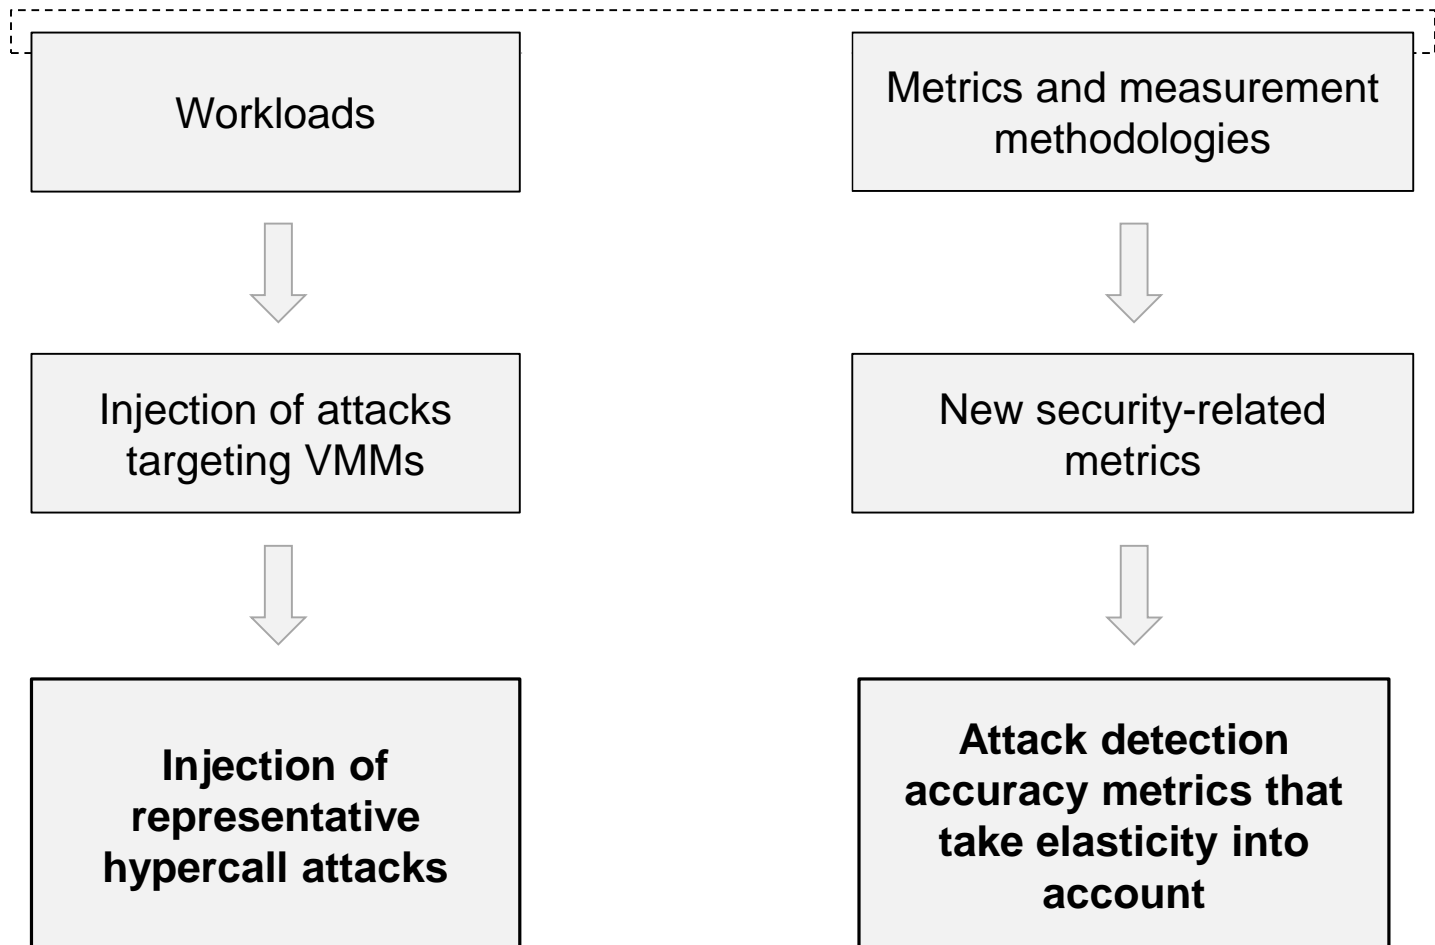 Workloads
Metrics and measurement
methodologies
Injection of attacks
targeting VMMs
New security-related
metrics
Injection of
representative
hypercall attacks
Attack detection
accuracy metrics that
take elasticity into
account